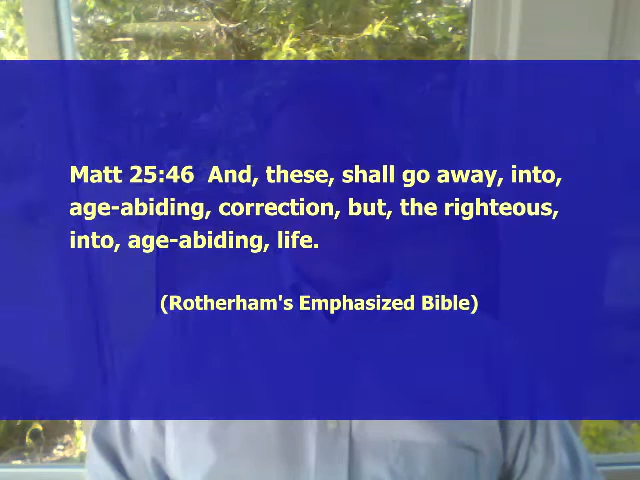 Matt 25:46  And, these, shall go away, into,
age-abiding, correction, but, the righteous,
into, age-abiding, life.
(Rotherham's Emphasized Bible)